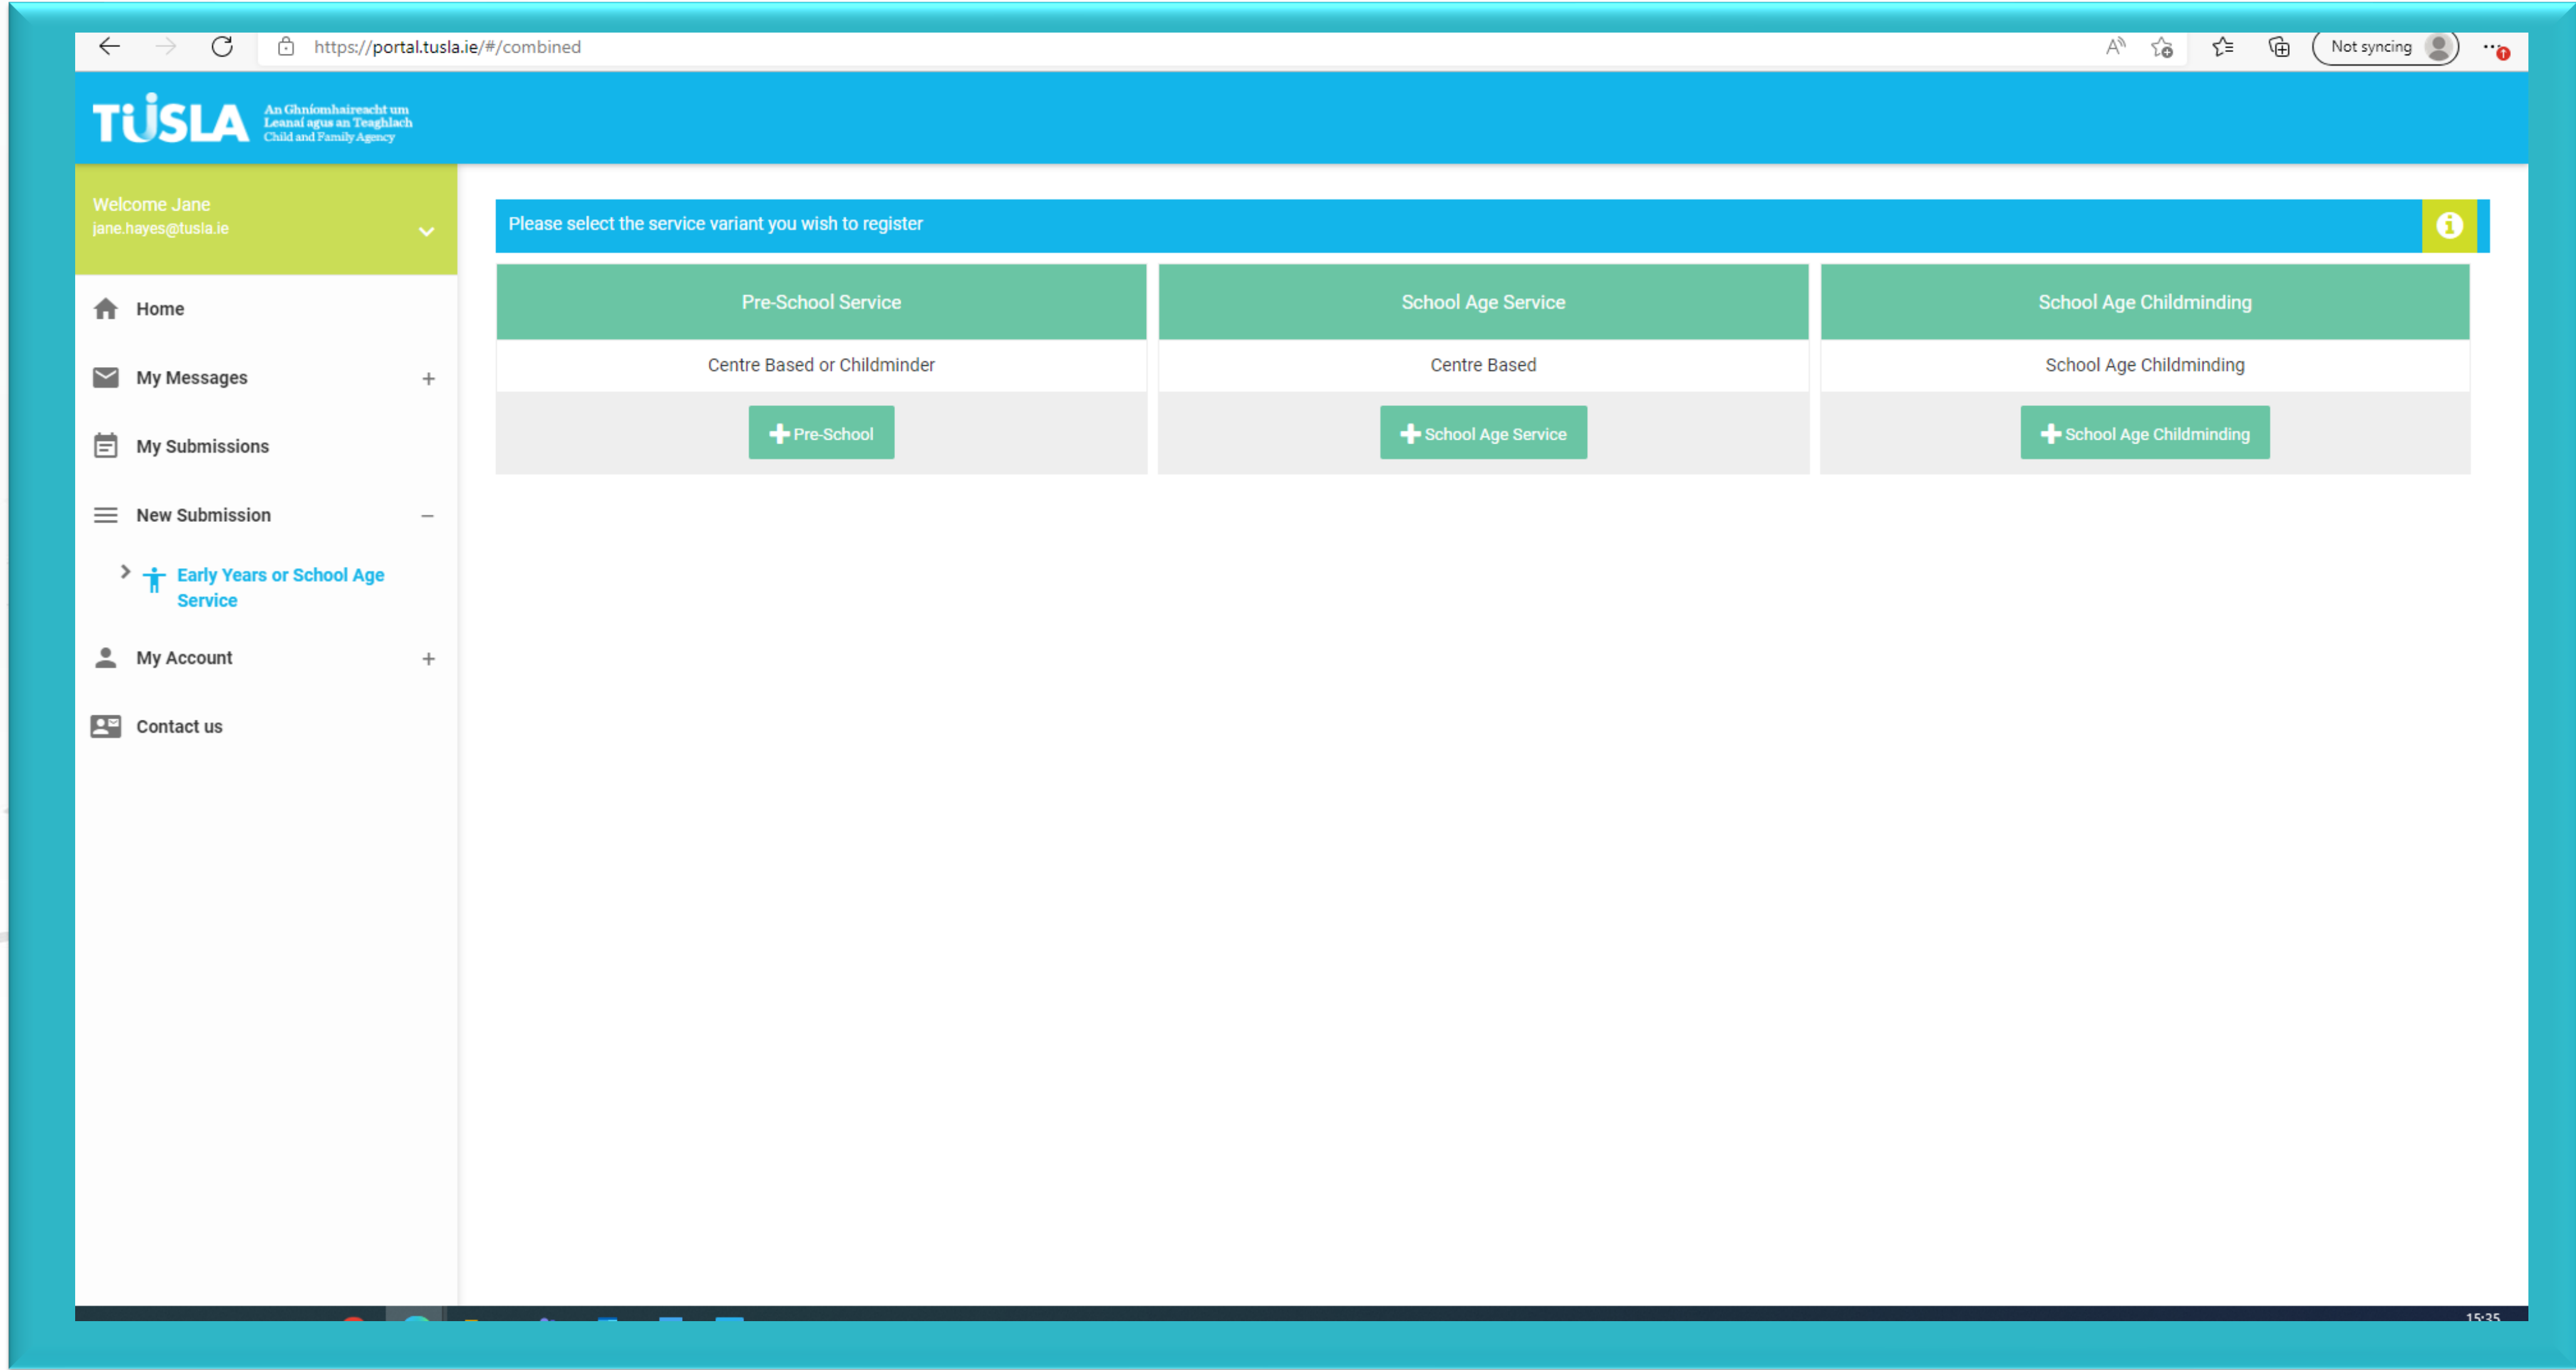 https://portal.tusla.ie/#/combined
Not syncing
TUSLA
An Ghníomhaireacht um
Leanaí agus an Teaghlach
Child and Family Agency
Welcome Jane
jane.hayes@tusla.ie
Home
My Messages
My Submissions
New Submission
Early Years or School Age
Service
My Account
Contact us
Please select the service variant you wish to register
Pre-School Service
School Age Service
School Age Childminding
Centre Based or Childminder
Centre Based
School Age Childminding
Pre-School
School Age Service
School Age Childminding
15:35